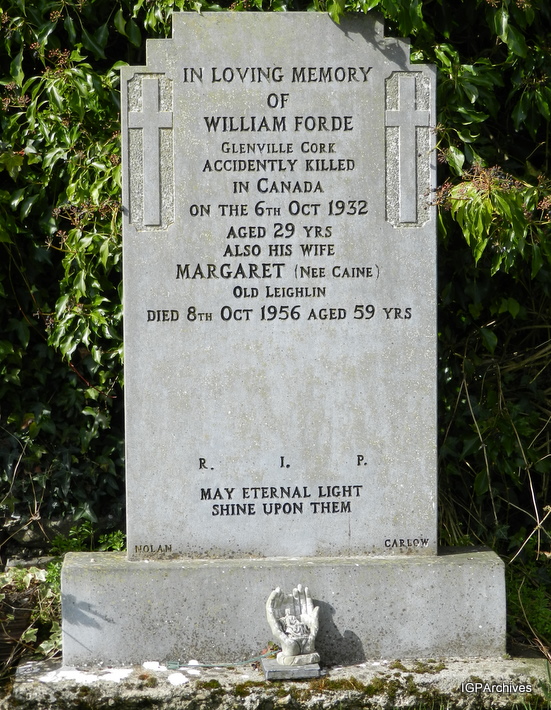 IN LOVING MEMORY
OF
WILLIAM FORDE
GLENVILLE CORK
ACCIDENTLY KILLED
IN CANADA
ON THE 6TH OCT 1932
AGED 29 YRS
ALSO HIS WIFE
MARGARET (NEE CAINE)
OLD LEIGHLIN
DIED 8TH OCT 1956 AGED 59 YRS
R. I. P.
MAY ETERNAL LIGHT
SHINE UPON THEM
NOLAN CARLOW
IGPArchives